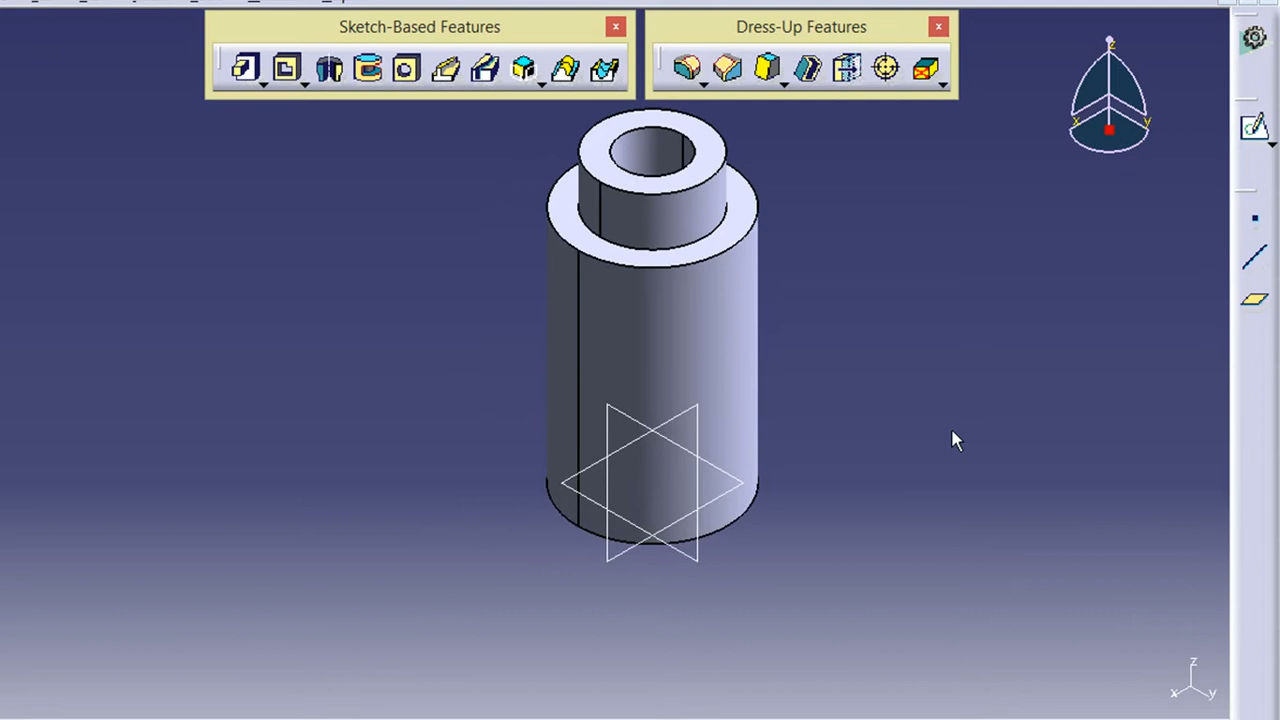 Sketch-Based Features
Dress-Up Features
z
x
y
z
x
y